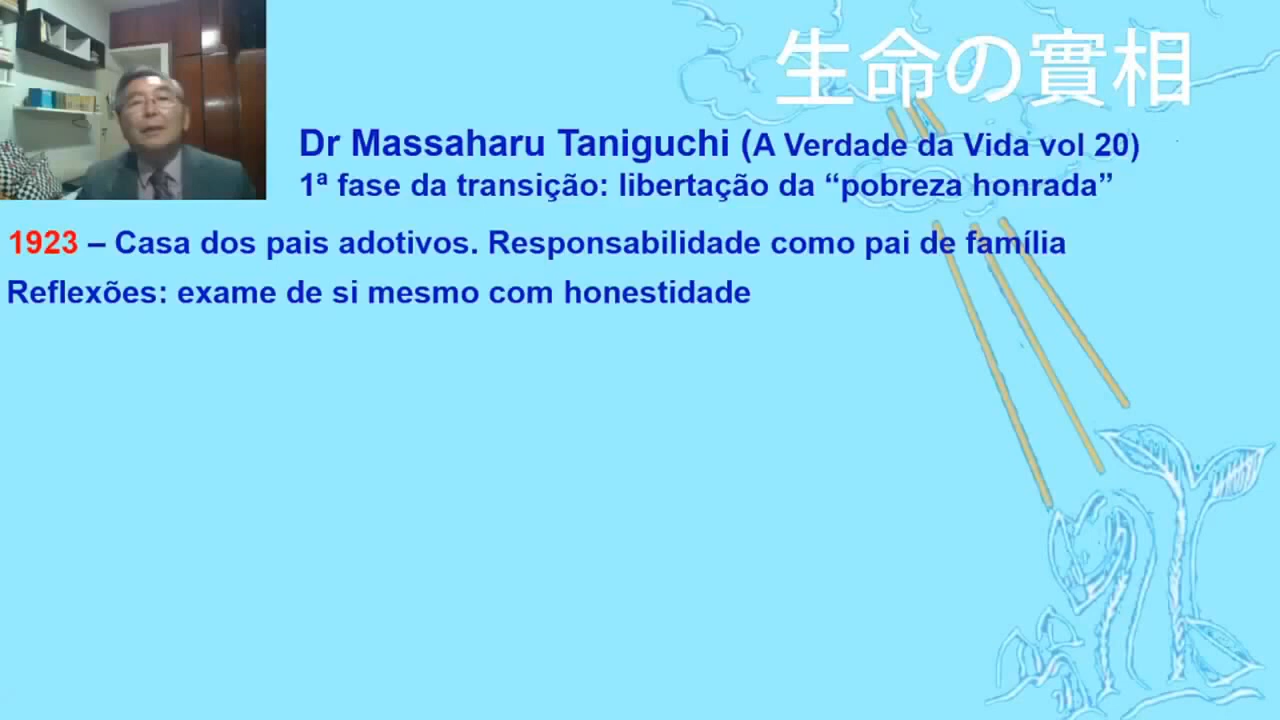 生命の實相
Dr Massaharu Taniguchi (A Verdade da Vida vol 20)
1ª fase da transição: libertação da “pobreza honrada”
1923 – Casa dos pais adotivos. Responsabilidade como pai de família
Reflexões: exame de si mesmo com honestidade